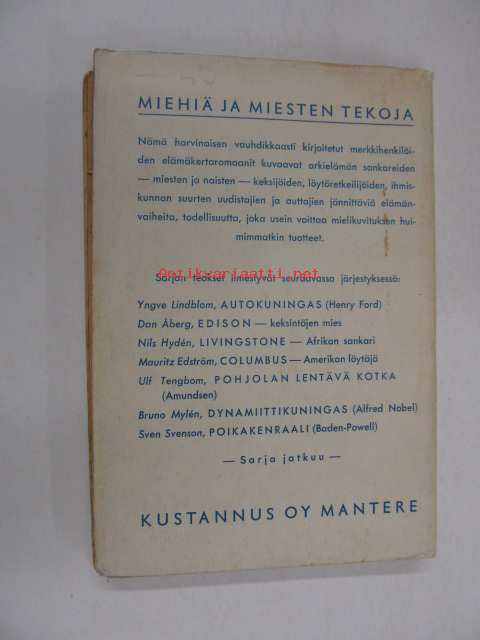 MIEHIÄ JA MIESTEN TEKOJA
Nämä harvinaisen vauhdikkaasti kirjoitetut merkkihenkilöi-
den elämäkertaromaanit kuvaavat arkielämän sankareiden
— miesten ja naisten — keksijöiden, löytöretkeilijöiden, ihmis-
kunnan suurten uudistajien ja auttajien jännittäviä elämän-
vaiheita, todellisuutta, joka usein voittaa mielikuvituksen hui-
mimmatkin tuotteet.
Antikvariaatti.net
Sarjan teokset ilmestyvät seuraavassa järjestyksessä:
Yngve Lindblom, AUTOKUNINGAS (Henry Ford)
Dan Åberg, EDISON — keksintöjen mies
Nils Hydén, LIVINGSTONE — Afrikan sankari
Mauritz Edström, COLUMBUS — Amerikan löytäjä
Ulf Tengbom, POHJOLAN LENTÄVÄ KOTKA
(Amundsen)
Bruno Mylén, DYNAMIITTIKUNINGAS (Alfred Nobel)
Sven Svenson, POIKAKENRAALI (Baden-Powell)
— Sarja jatkuu —
KUSTANNUS OY MANTERE